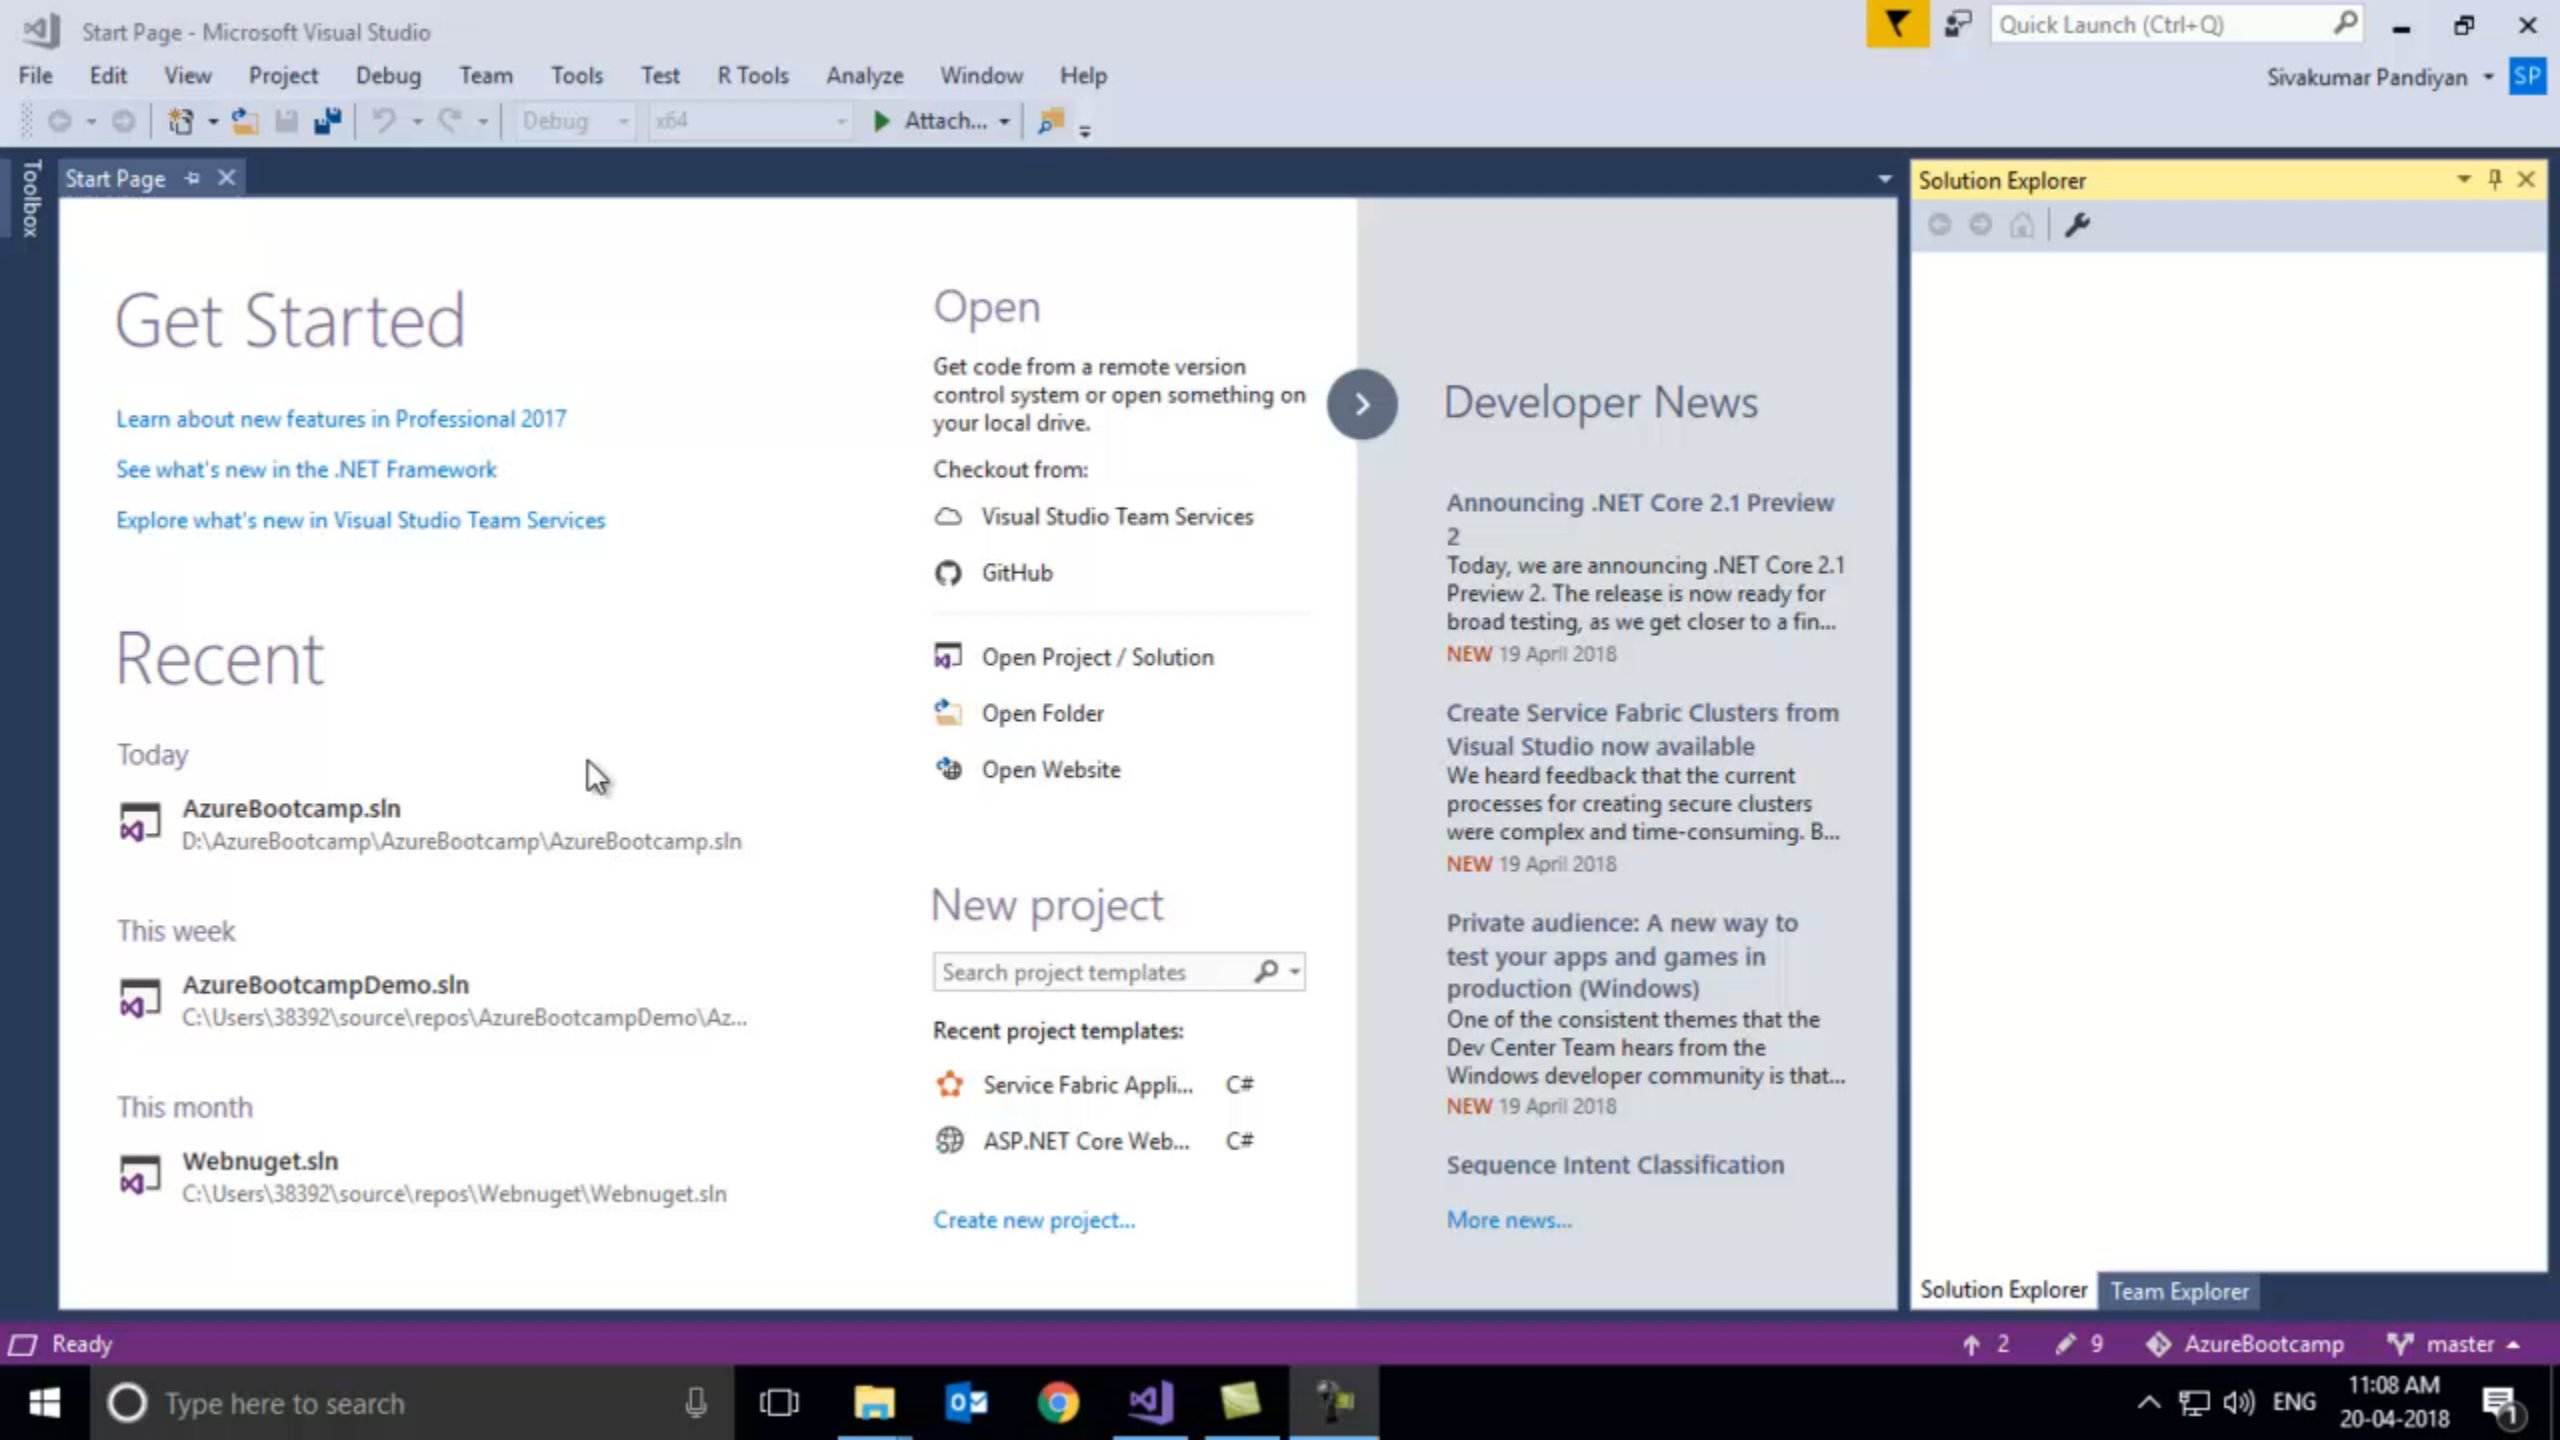 Start Page - Microsoft Visual Studio
Quick Launch (Ctrl+Q)
File Edit View Project Debug Team Tools Test R Tools Analyze Window Help
Sivakumar Pandiyan SP
Debug x64 Attach...
Toolbox
Start Page
Solution Explorer
Get Started
Learn about new features in Professional 2017
See what's new in the .NET Framework
Explore what's new in Visual Studio Team Services
Recent
Today
AzureBootcamp.sln
D:\AzureBootcamp\AzureBootcamp\AzureBootcamp.sln
This week
AzureBootcampDemo.sln
C:\Users\38392\source\repos\AzureBootcampDemo\Az...
This month
Webnuget.sln
C:\Users\38392\source\repos\Webnuget\Webnuget.sln
Open
Get code from a remote version
control system or open something on
your local drive.
Checkout from:
Visual Studio Team Services
GitHub
Open Project / Solution
Open Folder
Open Website
New project
Search project templates
Recent project templates:
Service Fabric Appli... C#
ASP.NET Core Web... C#
Create new project...
Developer News
Announcing .NET Core 2.1 Preview
2
Today, we are announcing .NET Core 2.1
Preview 2. The release is now ready for
broad testing, as we get closer to a fin...
NEW 19 April 2018
Create Service Fabric Clusters from
Visual Studio now available
We heard feedback that the current
processes for creating secure clusters
were complex and time-consuming. B...
NEW 19 April 2018
Private audience: A new way to
test your apps and games in
production (Windows)
One of the consistent themes that the
Dev Center Team hears from the
Windows developer community is that...
NEW 19 April 2018
Sequence Intent Classification
More news...
Solution Explorer Team Explorer
Ready
2 9 AzureBootcamp master
Type here to search
ENG
11:08 AM
20-04-2018
1